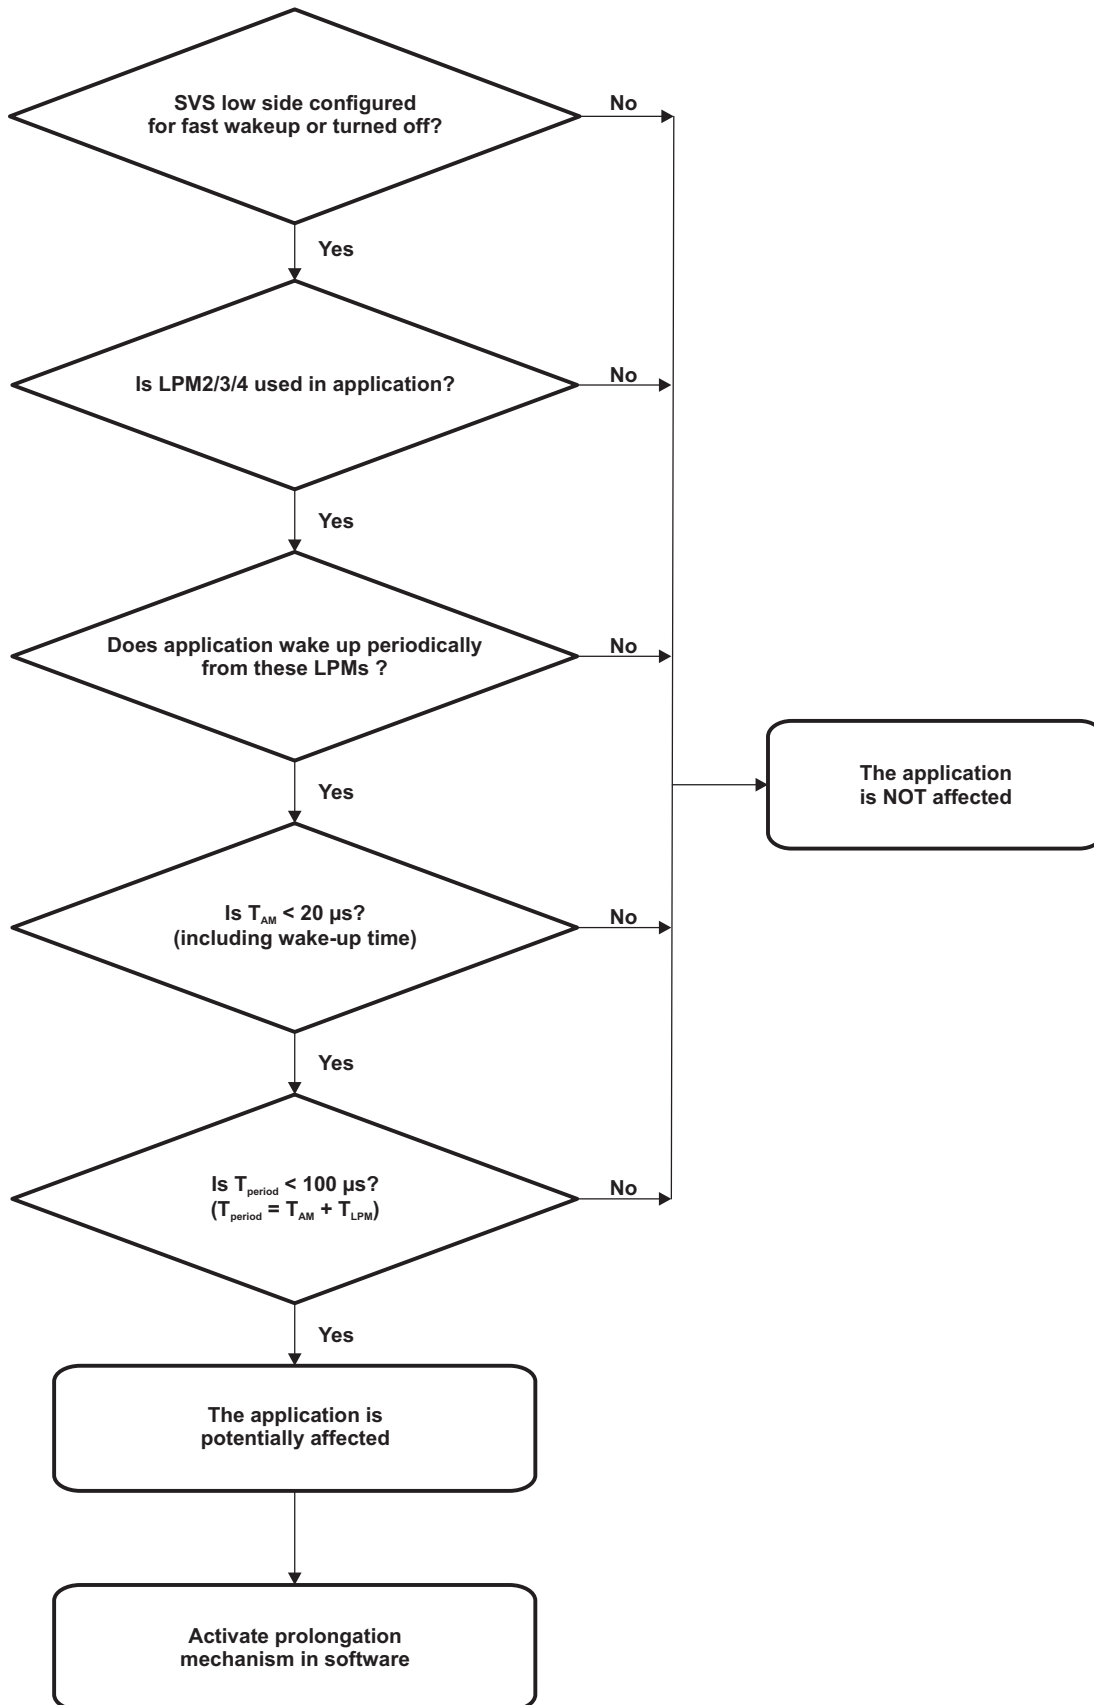 SVS low side configured
for fast wakeup or turned off?
No
Yes
Is LPM2/3/4 used in application?
No
Yes
Does application wake up periodically
from these LPMs ?
No
Yes
The application
is NOT affected
Is TAM < 20 µs?
(including wake-up time)
No
Yes
Is Tperiod < 100 µs?
(Tperiod = TAM + TLPM)
No
Yes
The application is
potentially affected
Activate prolongation
mechanism in software